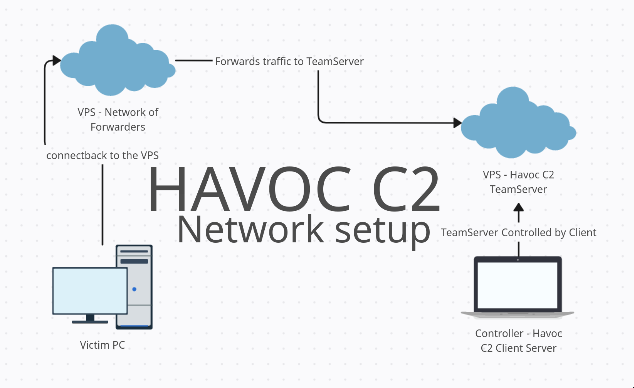 Forwards traffic to TeamServer
VPS - Network of
Forwarders
connectback to the VPS
HAVOC C2
Network setup
VPS - Havoc C2
TeamServer
TeamServer Controlled by Client
Victim PC
Controller - Havoc
C2 Client Server